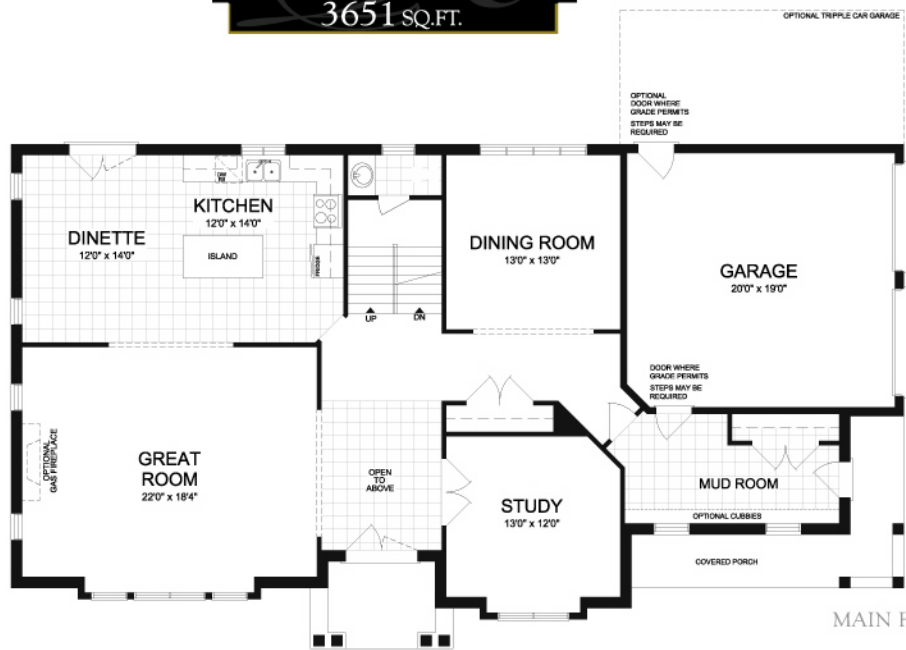 3651 SQ.FT.
OPTIONAL TRIPPLE CAR GARAGE
OPTIONAL
DOOR WHERE
GRADE PERMITS
STEPS MAY BE
REQUIRED
DW
KITCHEN
12'0" x 14'0"
DINETTE
12'0" x 14'0"
ISLAND
FRIDGE
DINING ROOM
13'0" x 13'0"
GARAGE
20'0" x 19'0"
UP
DN
DOOR WHERE
GRADE PERMITS
STEPS MAY BE
REQUIRED
OPTIONAL
GAS FIREPLACE
GREAT
ROOM
22'0" x 18'4"
OPEN
TO
ABOVE
STUDY
13'0" x 12'0"
MUD ROOM
OPTIONAL CUBBIES
COVERED PORCH
MAIN